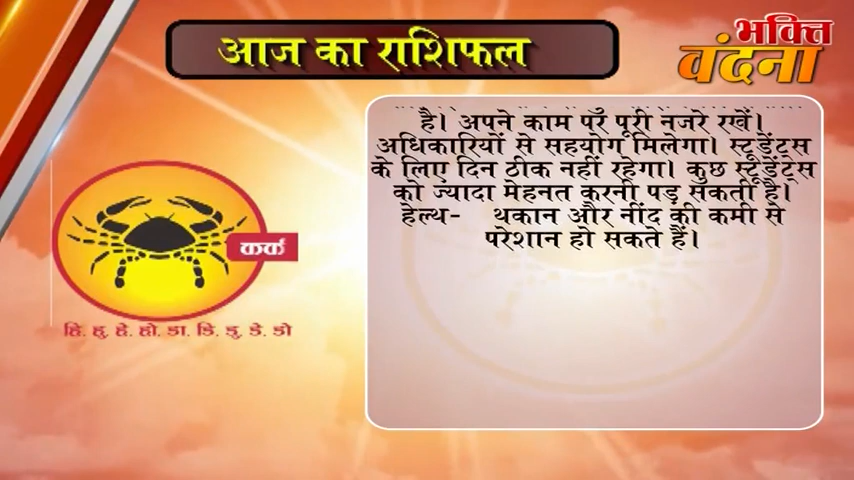 आज का राशिफल
भक्ति
वंदना
है। अपने काम पर पूरी नजरे रखें।
अधिकारियों से सहयोग मिलेगा। स्टूडेंट्स
के लिए दिन ठीक नहीं रहेगा। कुछ स्टूडेंट्स
को ज्यादा मेहनत करनी पड़ सकती है।
हेल्थ- थकान और नींद की कमी से
परेशान हो सकते हैं।
कर्क
हि. हु. हे. हो. डा. डि. डु. डे. डो